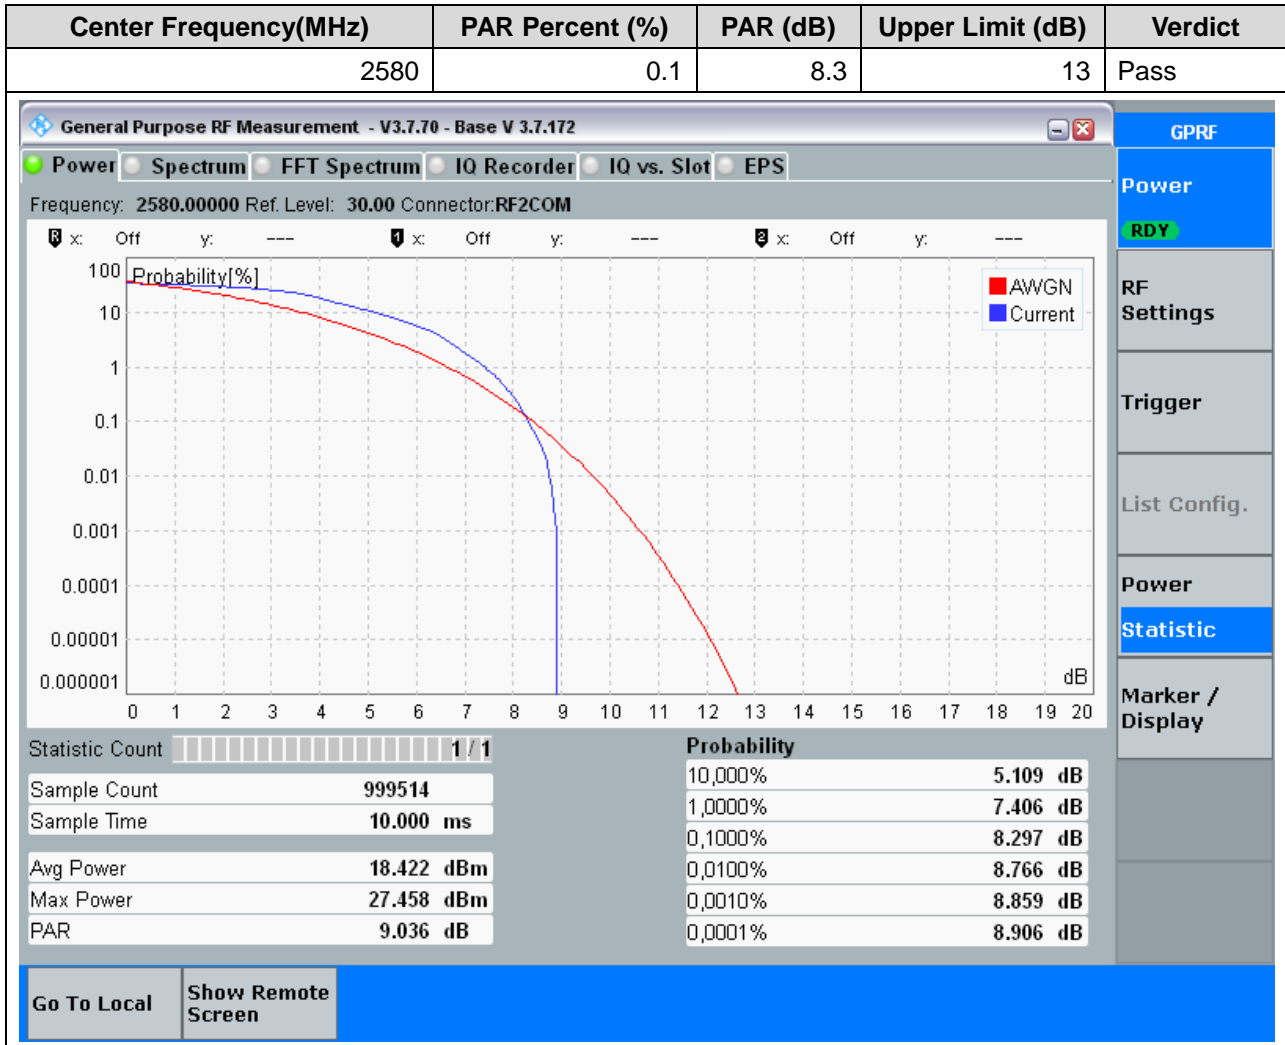 Center Frequency(MHz) PAR Percent (%) PAR (dB) Upper Limit (dB) Verdict
2580 0.1 8.3 13 Pass
General Purpose RF Measurement - V3.7.70 - Base V 3.7.172
GPRF
Power Spectrum FFT Spectrum IQ Recorder IQ vs. Slot EPS
Frequency: 2580.00000 Ref. Level: 30.00 Connector:RF2COM
Power
RDY
R x: Off y: --- 1 x: Off y: --- 2 x: Off y: ---
Probability[%]
AWGN
Current
100
10
1
0.1
0.01
0.001
0.0001
0.00001
0.000001
dB
0 1 2 3 4 5 6 7 8 9 10 11 12 13 14 15 16 17 18 19 20
RF
Settings
Trigger
List Config.
Power
Statistic
Marker /
Display
Statistic Count 1 / 1
Sample Count 999514
Sample Time 10.000 ms
Avg Power 18.422 dBm
Max Power 27.458 dBm
PAR 9.036 dB
Probability
10,000% 5.109 dB
1,0000% 7.406 dB
0,1000% 8.297 dB
0,0100% 8.766 dB
0,0010% 8.859 dB
0,0001% 8.906 dB
Go To Local
Show Remote
Screen